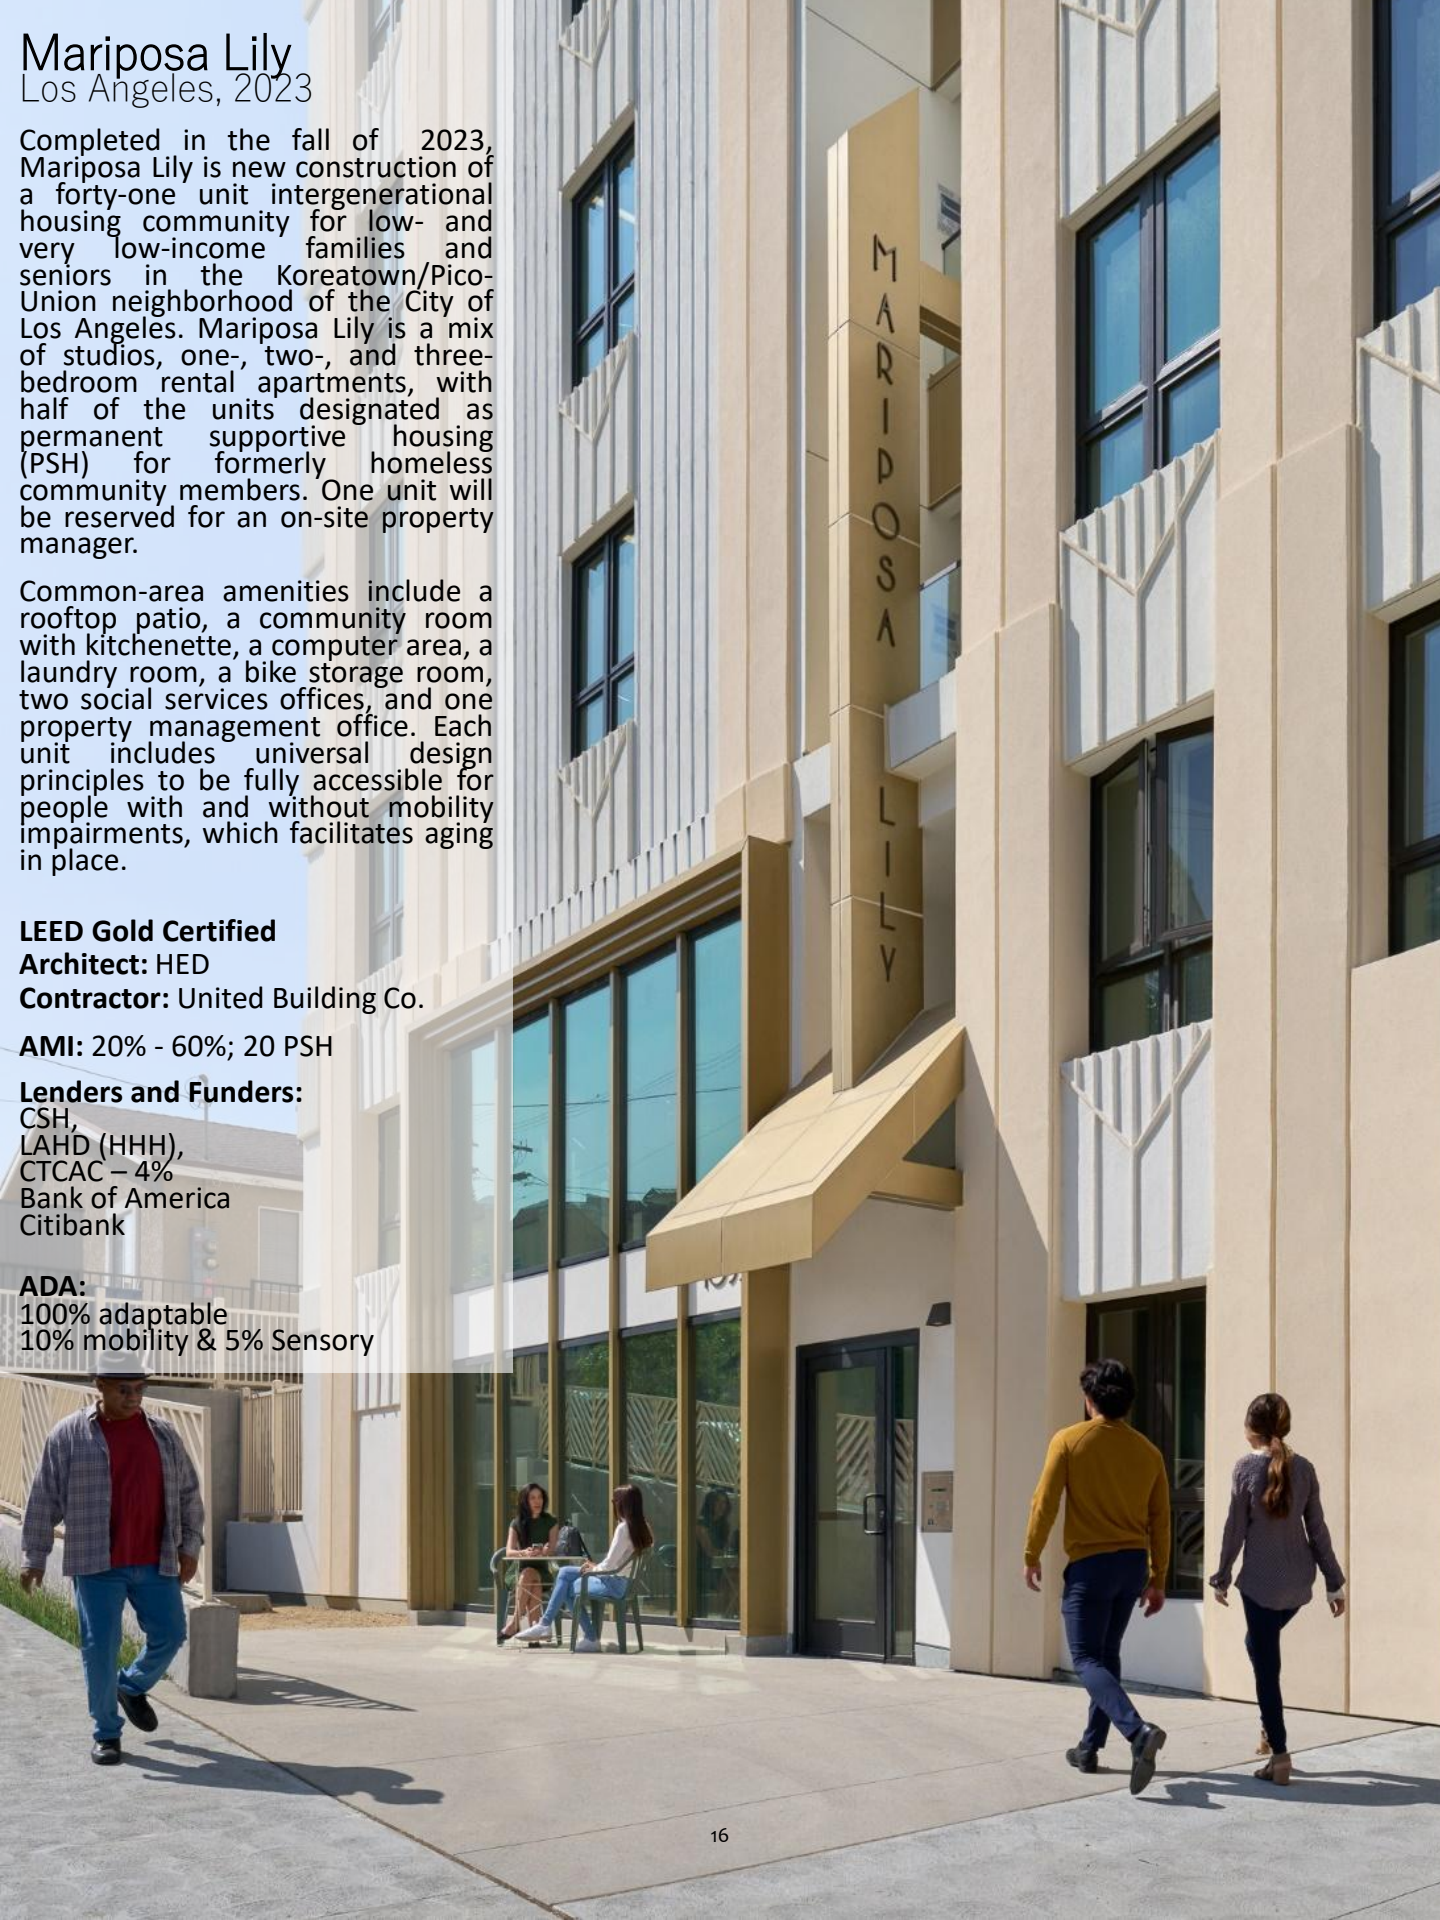 Mariposa Lily
Los Angeles, 2023
Completed in the fall of 2023,
Mariposa Lily is new construction of
a forty-one unit intergenerational
housing community for low- and
very low-income families and
seniors in the Koreatown/Pico-
Union neighborhood of the City of
Los Angeles. Mariposa Lily is a mix
of studios, one-, two-, and three-
bedroom rental apartments, with
half of the units designated as
permanent supportive housing
(PSH) for formerly homeless
community members. One unit will
be reserved for an on-site property
manager.
Common-area amenities include a
rooftop patio, a community room
with kitchenette, a computer area, a
laundry room, a bike storage room,
two social services offices, and one
property management office. Each
unit includes universal design
principles to be fully accessible for
people with and without mobility
impairments, which facilitates aging
in place.
LEED Gold Certified
Architect: HED
Contractor: United Building Co.
AMI: 20% - 60%; 20 PSH
Lenders and Funders:
CSH,
LAHD (HHH),
CTCAC – 4%
Bank of America
Citibank
ADA:
100% adaptable
10% mobility & 5% Sensory
MARIPOSA LILY
16